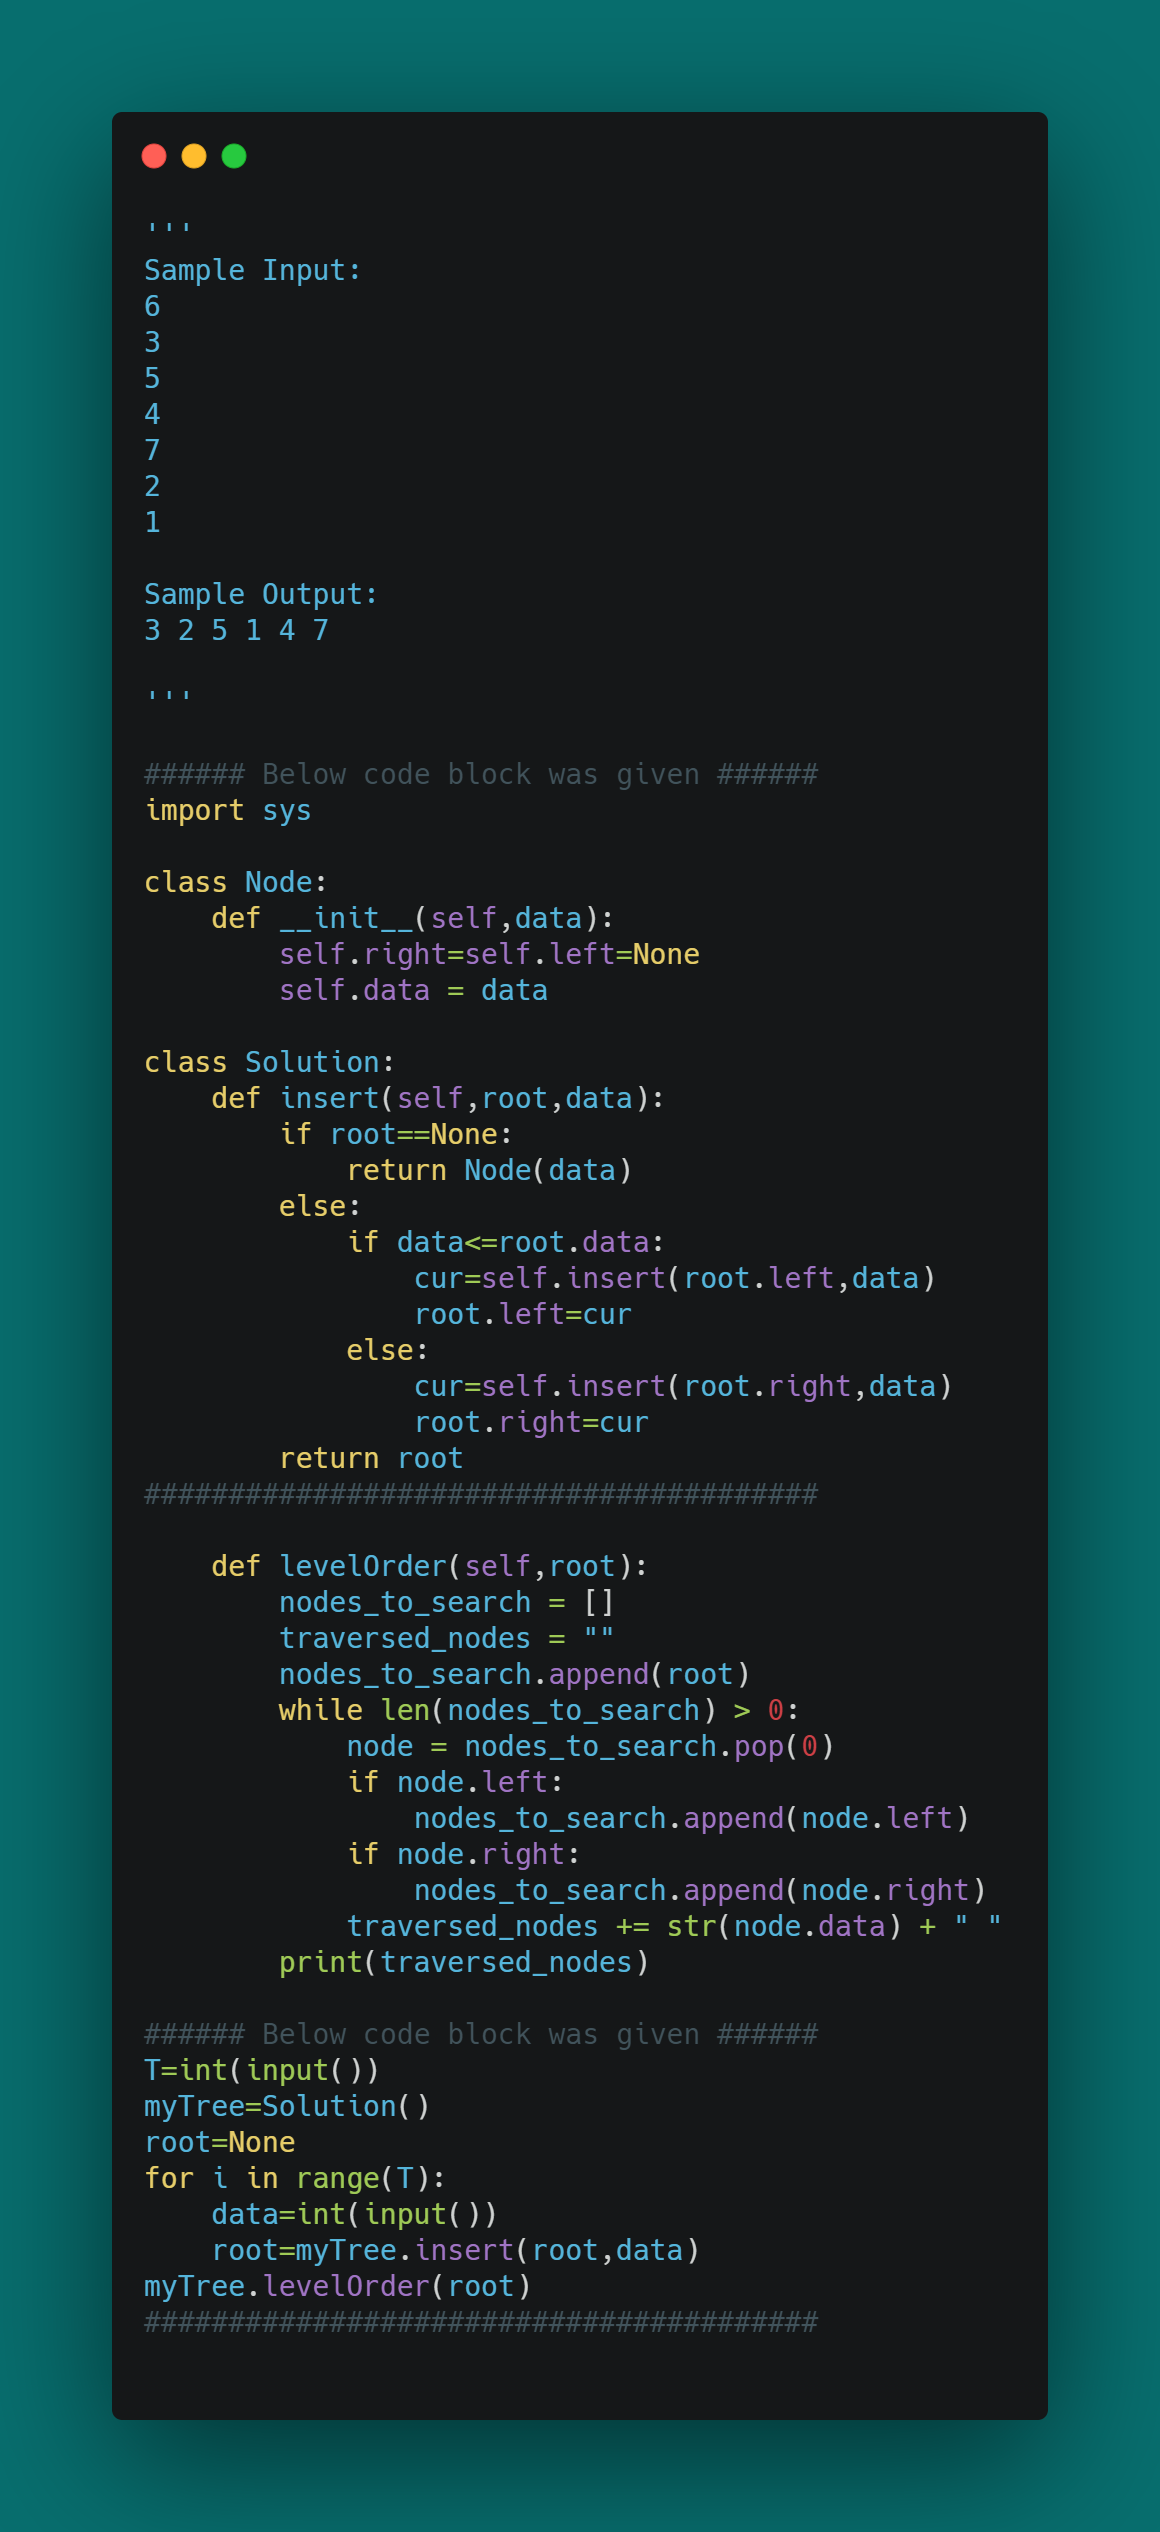 '''
Sample Input:
6
3
5
4
7
2
1

Sample Output:
3 2 5 1 4 7

'''

###### Below code block was given ######
import sys

class Node:
    def __init__(self,data):
        self.right=self.left=None
        self.data = data

class Solution:
    def insert(self,root,data):
        if root==None:
            return Node(data)
        else:
            if data<=root.data:
                cur=self.insert(root.left,data)
                root.left=cur
            else:
                cur=self.insert(root.right,data)
                root.right=cur
        return root
########################################

    def levelOrder(self,root):
        nodes_to_search = []
        traversed_nodes = ""
        nodes_to_search.append(root)
        while len(nodes_to_search) > 0:
            node = nodes_to_search.pop(0)
            if node.left:
                nodes_to_search.append(node.left)
            if node.right:
                nodes_to_search.append(node.right)
            traversed_nodes += str(node.data) + " "
        print(traversed_nodes)

###### Below code block was given ######
T=int(input())
myTree=Solution()
root=None
for i in range(T):
    data=int(input())
    root=myTree.insert(root,data)
myTree.levelOrder(root)
########################################